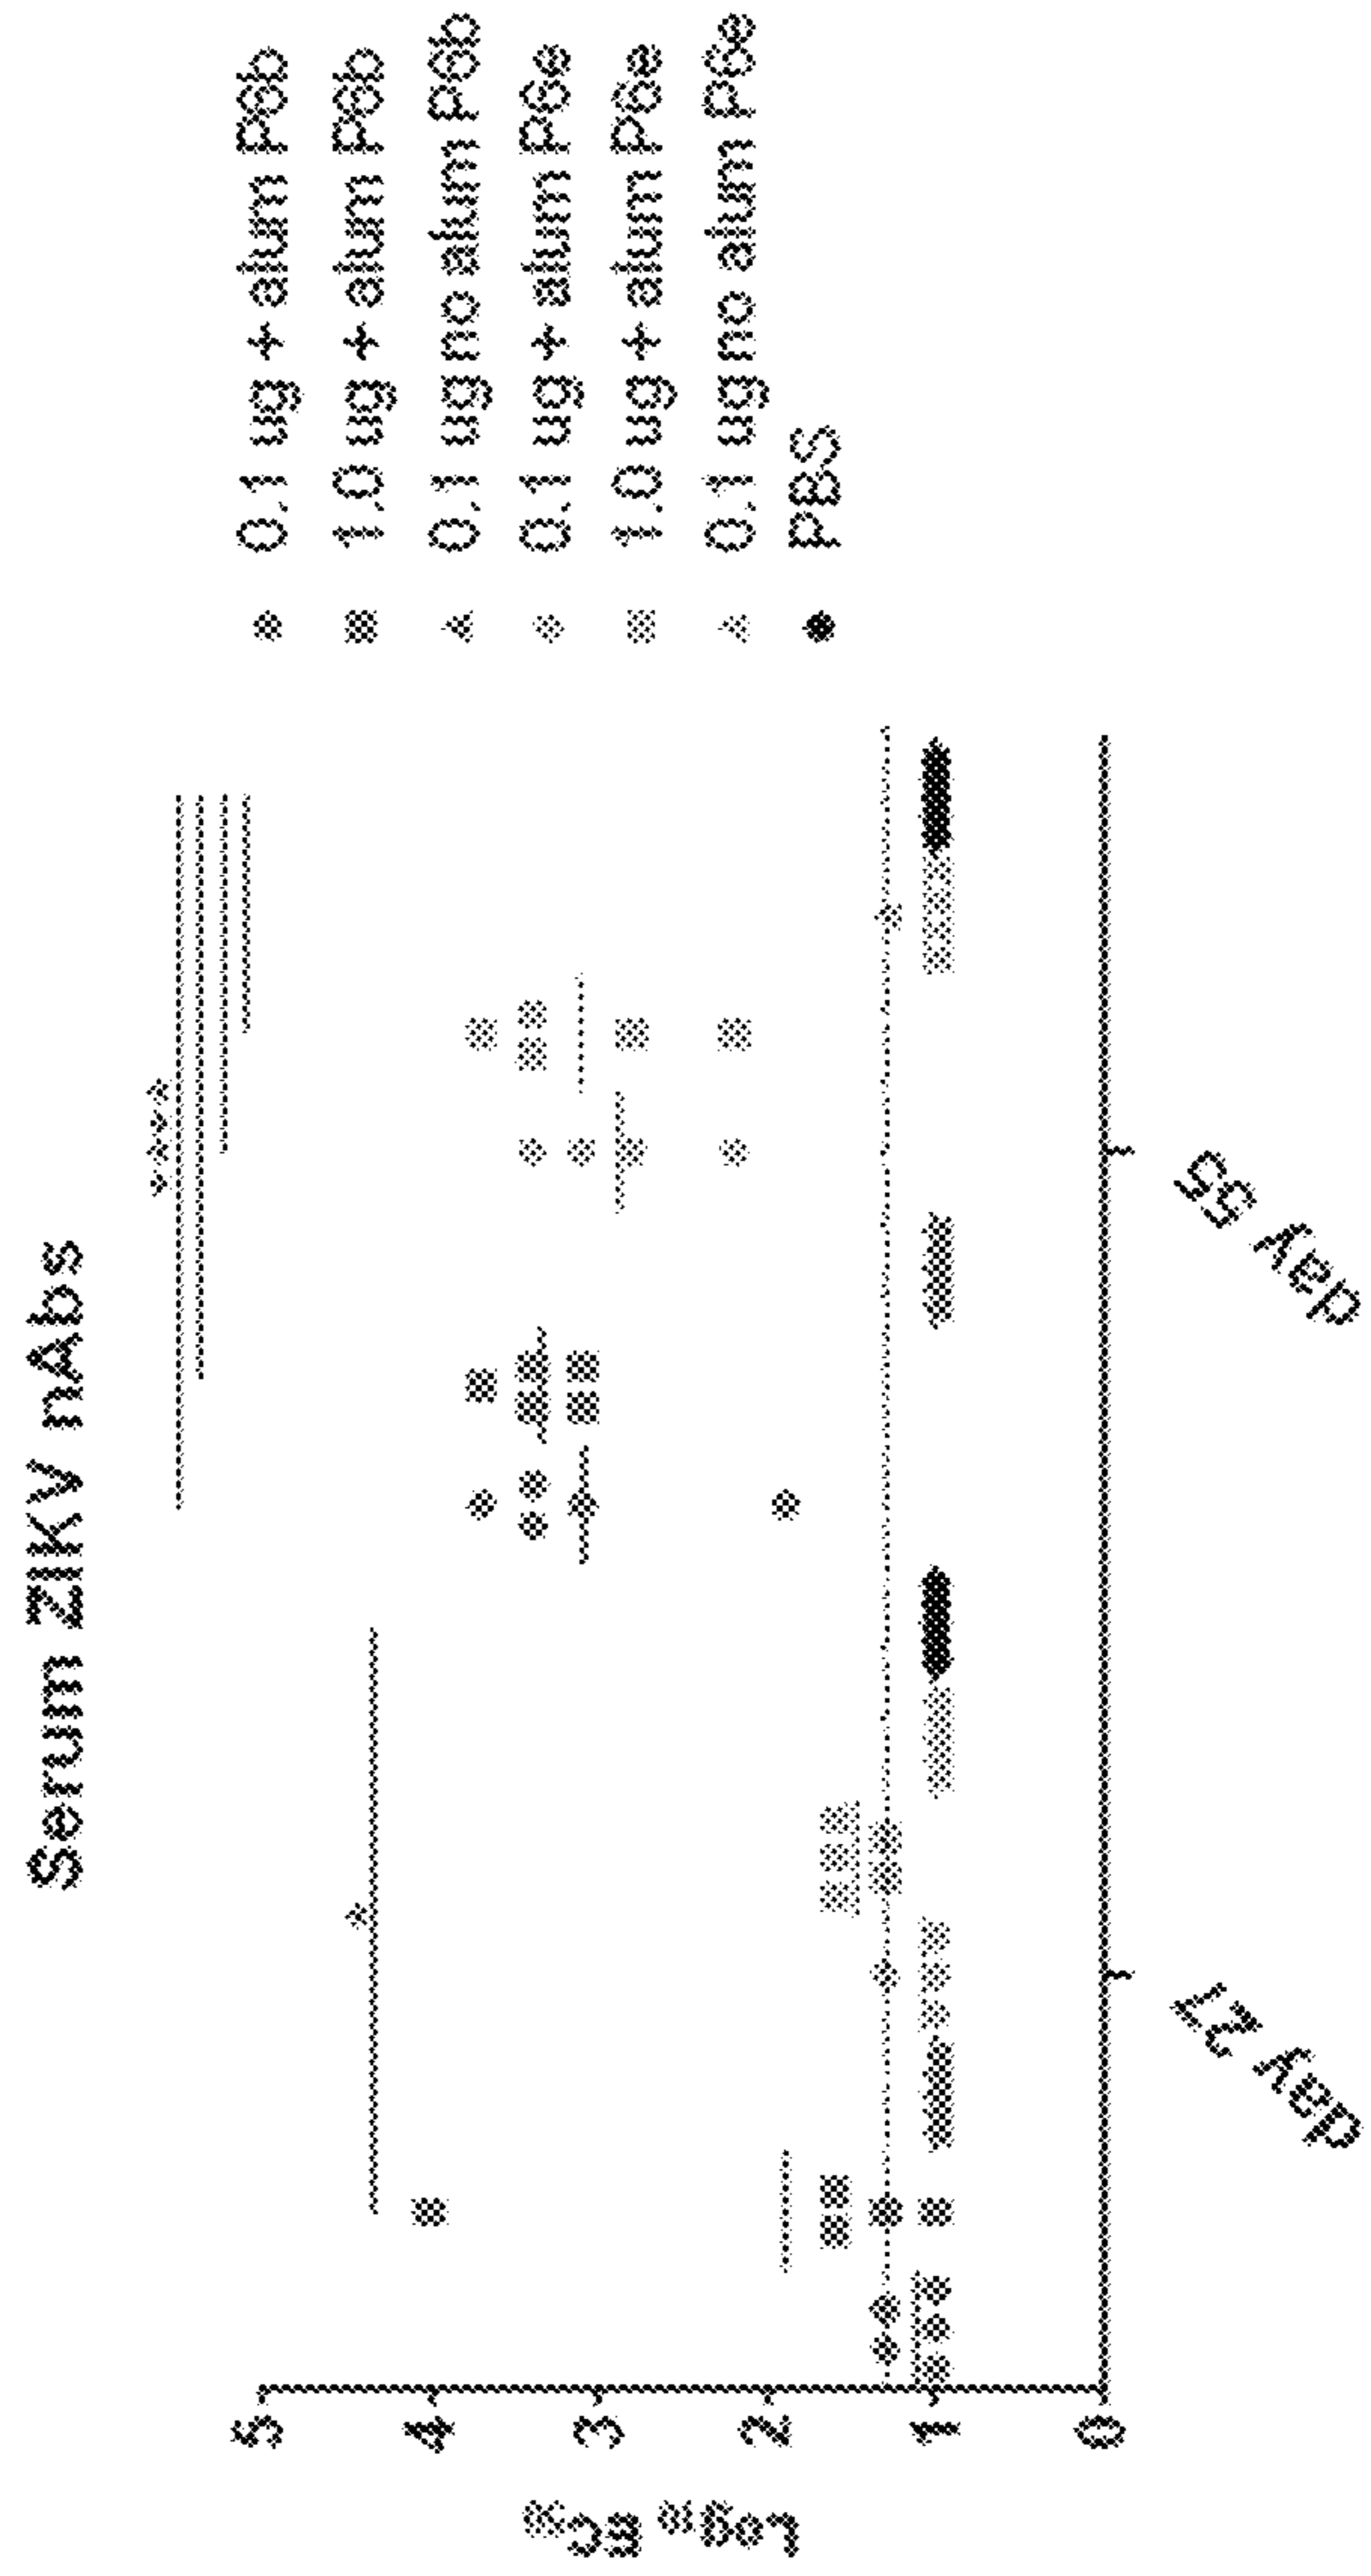 Serum ZIKV nAbs
5
4
3
2
1
0
day 27
day 55
****
*
0.1 ug + alum P6b
1.0 ug + alum P6b
0.1 ug no alum P6b
0.1 ug + alum P6e
1.0 ug + alum P6e
0.1 ug no alum P6e
PBS